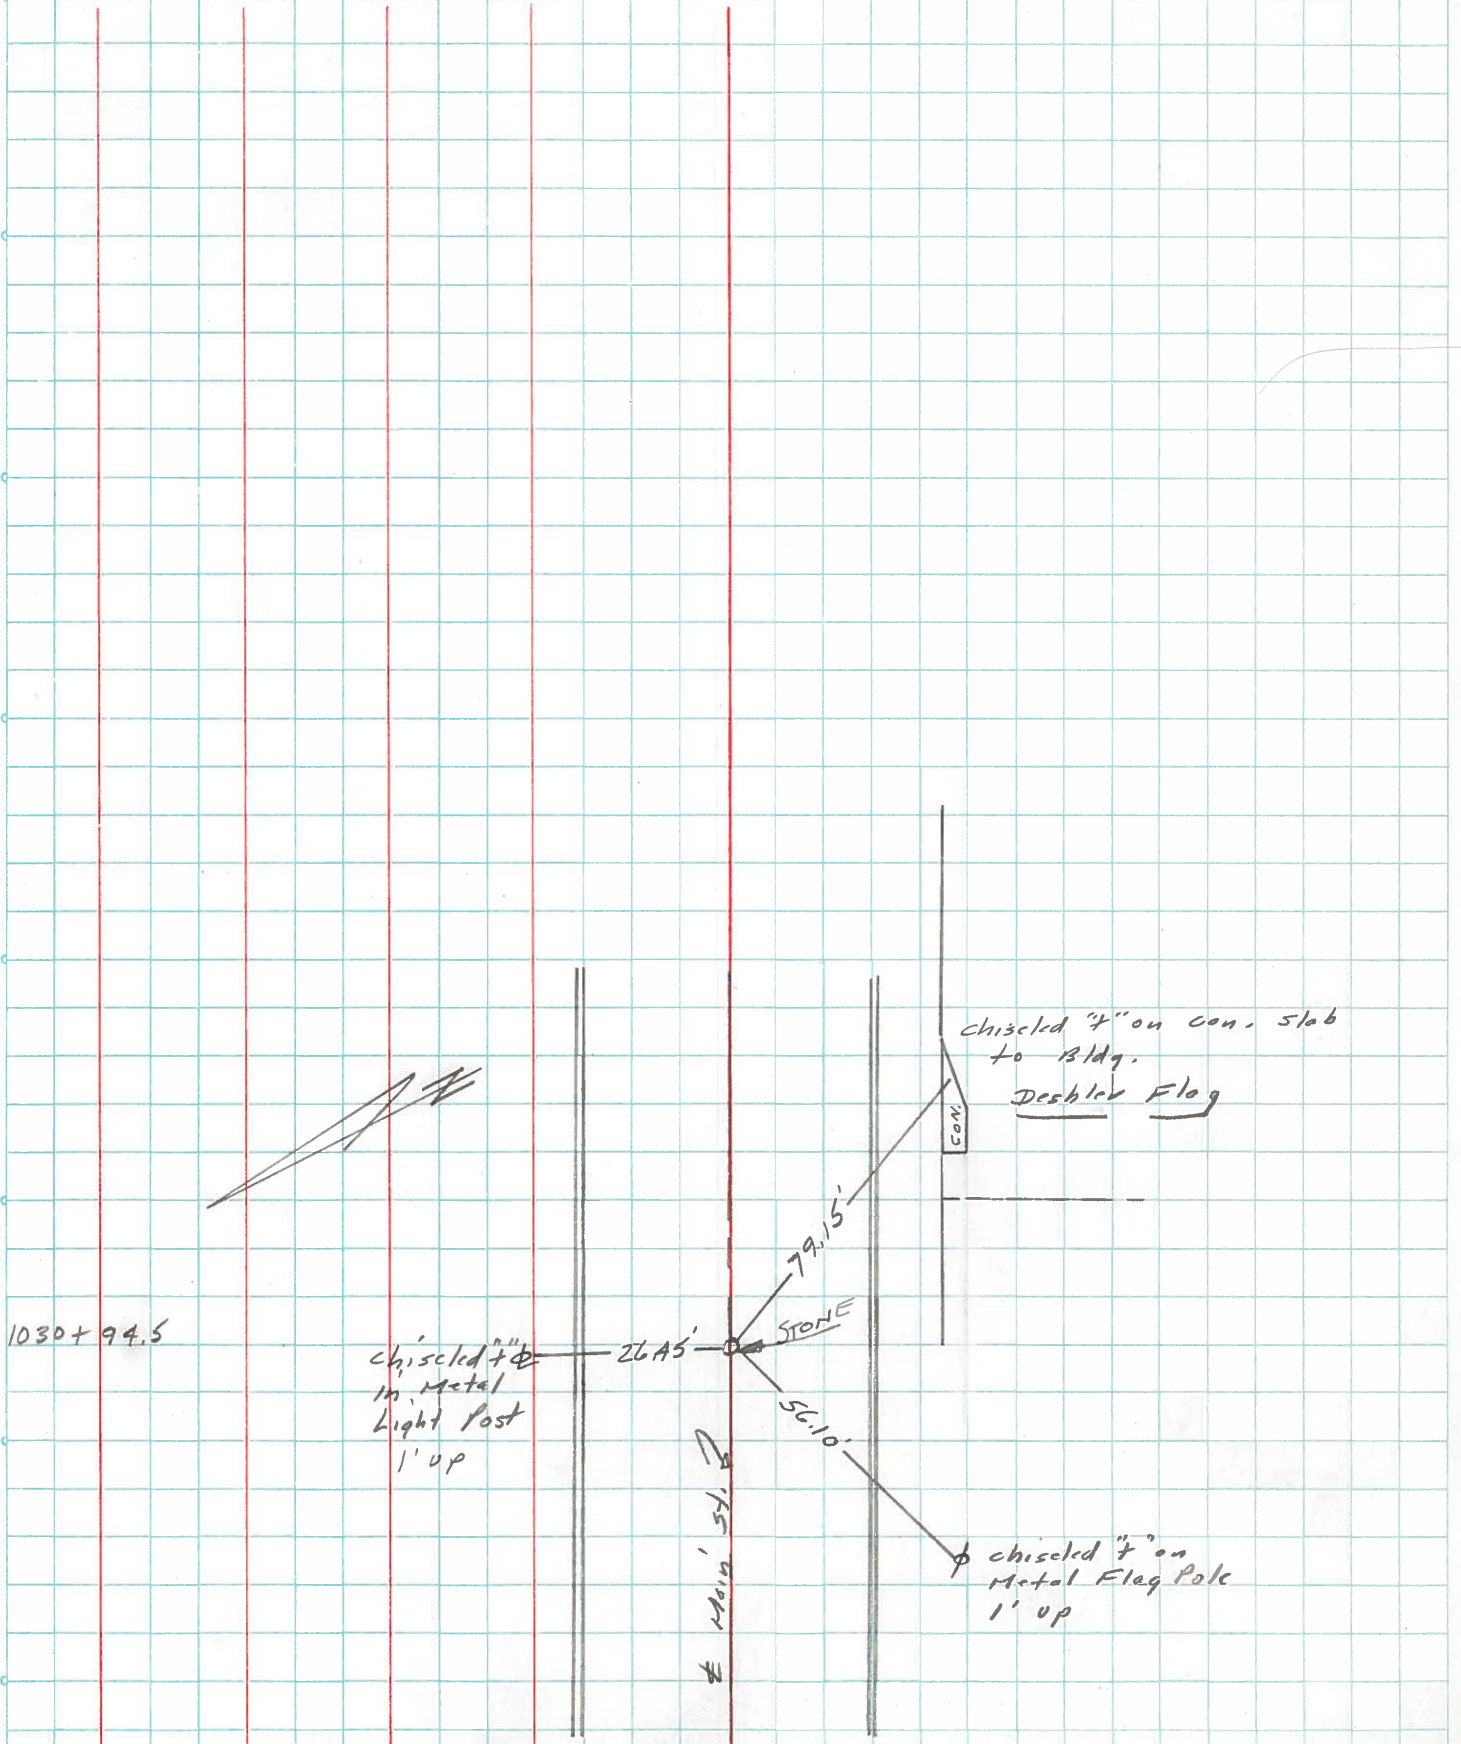 chiseled "+" on con. slab
to Bldg.
Deshler Flag
CON.
79.15'
STONE
1030+94.5
chiseled "+"
in Metal
Light Post
1' up
26.45'
56.10'
℄ Main St.
chiseled "+" on
Metal Flag Pole
1' up